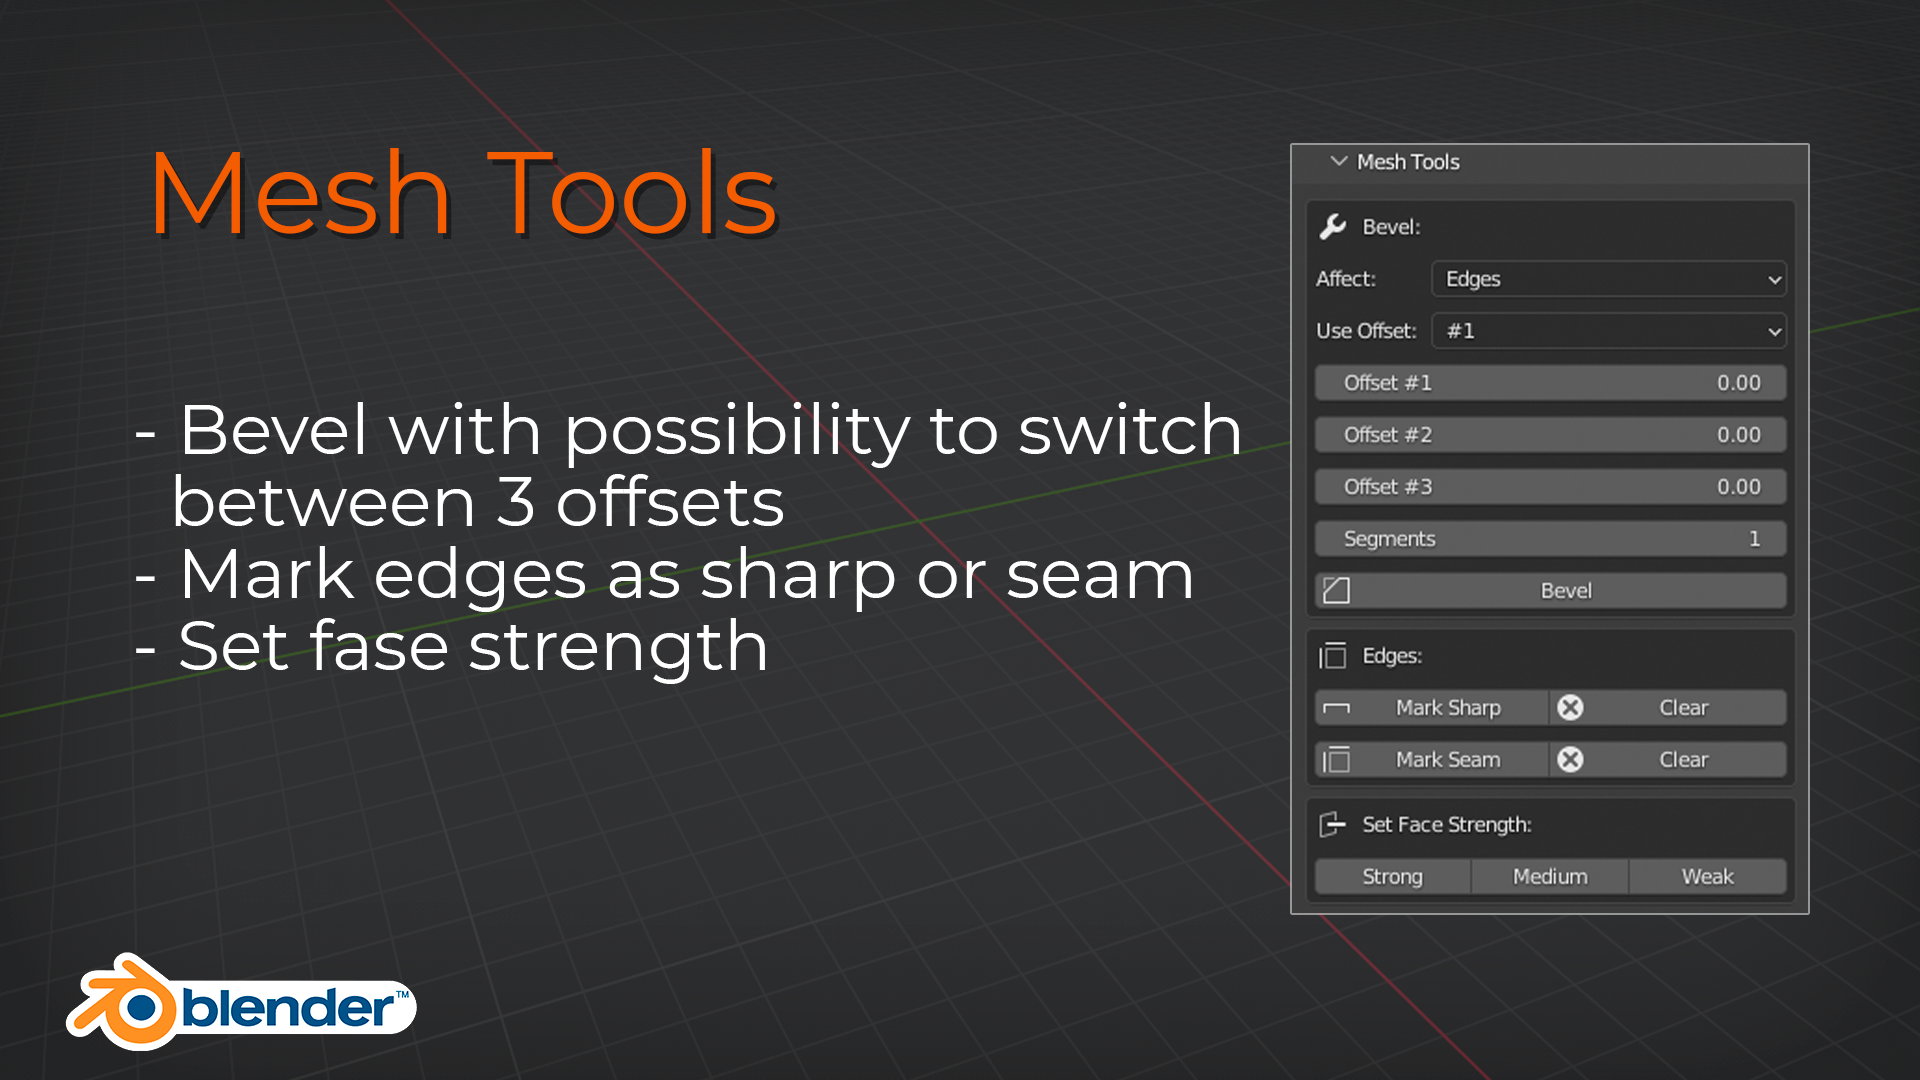 Mesh Tools
- Bevel with possibility to switch
between 3 offsets
- Mark edges as sharp or seam
- Set fase strength
blender™
Mesh Tools
Bevel:
Affect: Edges
Use Offset: #1
Offset #1 0.00
Offset #2 0.00
Offset #3 0.00
Segments 1
Bevel
Edges:
Mark Sharp Clear
Mark Seam Clear
Set Face Strength:
Strong Medium Weak